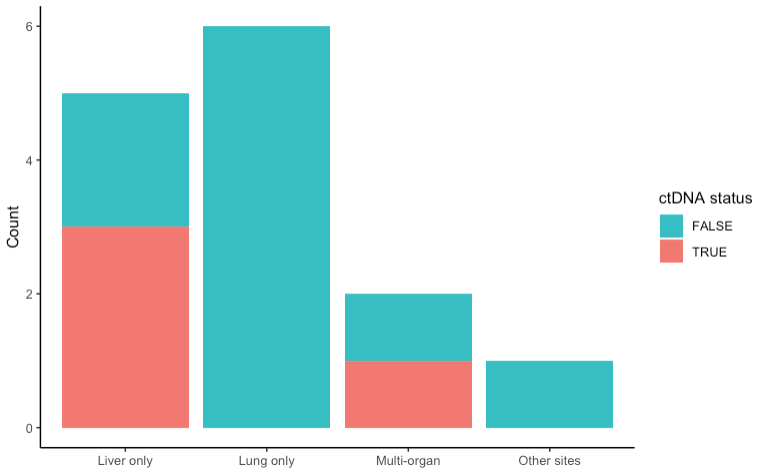 Count
6
4
2
0
Liver only
Lung only
Multi-organ
Other sites
ctDNA status
FALSE
TRUE